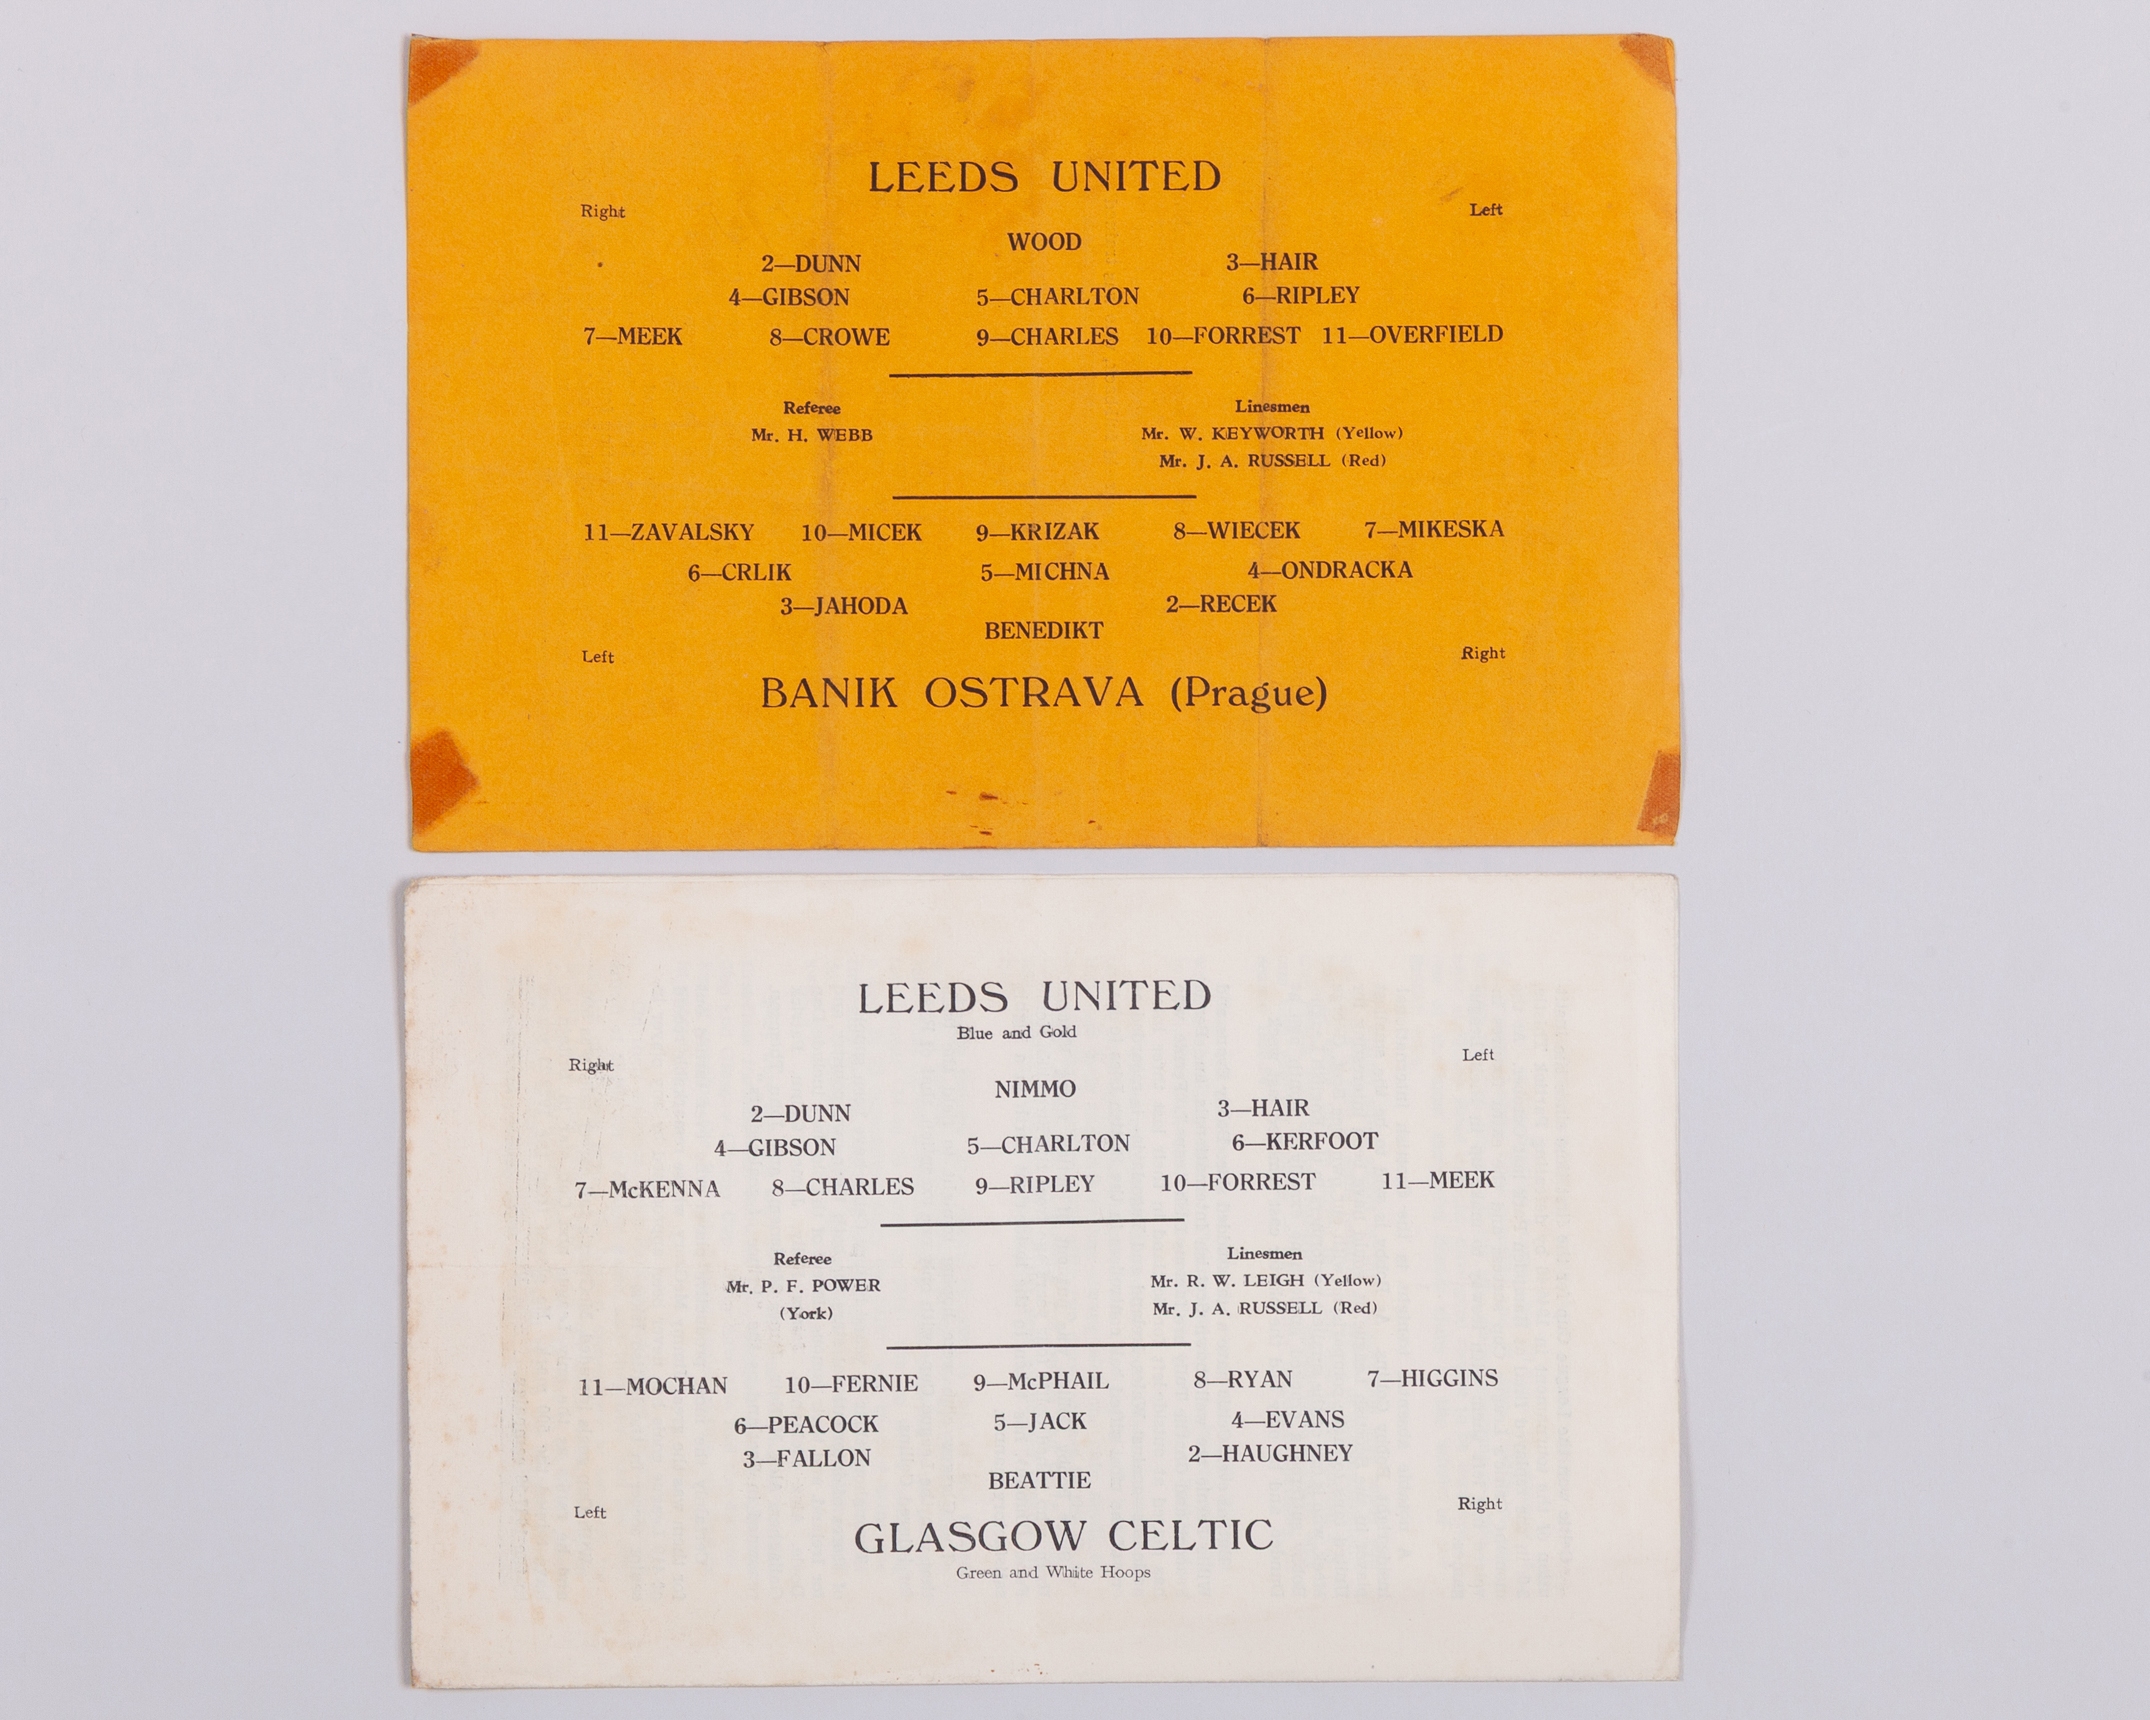 LEEDS UNITED
Right Left
WOOD
2—DUNN 3—HAIR
4—GIBSON 5—CHARLTON 6—RIPLEY
7—MEEK 8—CROWE 9—CHARLES 10—FORREST 11—OVERFIELD
Referee Linesmen
Mr. H. WEBB Mr. W. KEYWORTH (Yellow)
Mr. J. A. RUSSELL (Red)
11—ZAVALSKY 10—MICEK 9—KRIZAK 8—WIECEK 7—MIKESKA
6—CRLIK 5—MICHNA 4—ONDRACKA
3—JAHODA 2—RECEK
BENEDIKT
Left Right
BANIK OSTRAVA (Prague)
LEEDS UNITED
Blue and Gold
Right Left
NIMMO
2—DUNN 3—HAIR
4—GIBSON 5—CHARLTON 6—KERFOOT
7—McKENNA 8—CHARLES 9—RIPLEY 10—FORREST 11—MEEK
Referee Linesmen
Mr. P. F. POWER Mr. R. W. LEIGH (Yellow)
(York) Mr. J. A. RUSSELL (Red)
11—MOCHAN 10—FERNIE 9—McPHAIL 8—RYAN 7—HIGGINS
6—PEACOCK 5—JACK 4—EVANS
3—FALLON 2—HAUGHNEY
BEATTIE
Left Right
GLASGOW CELTIC
Green and White Hoops